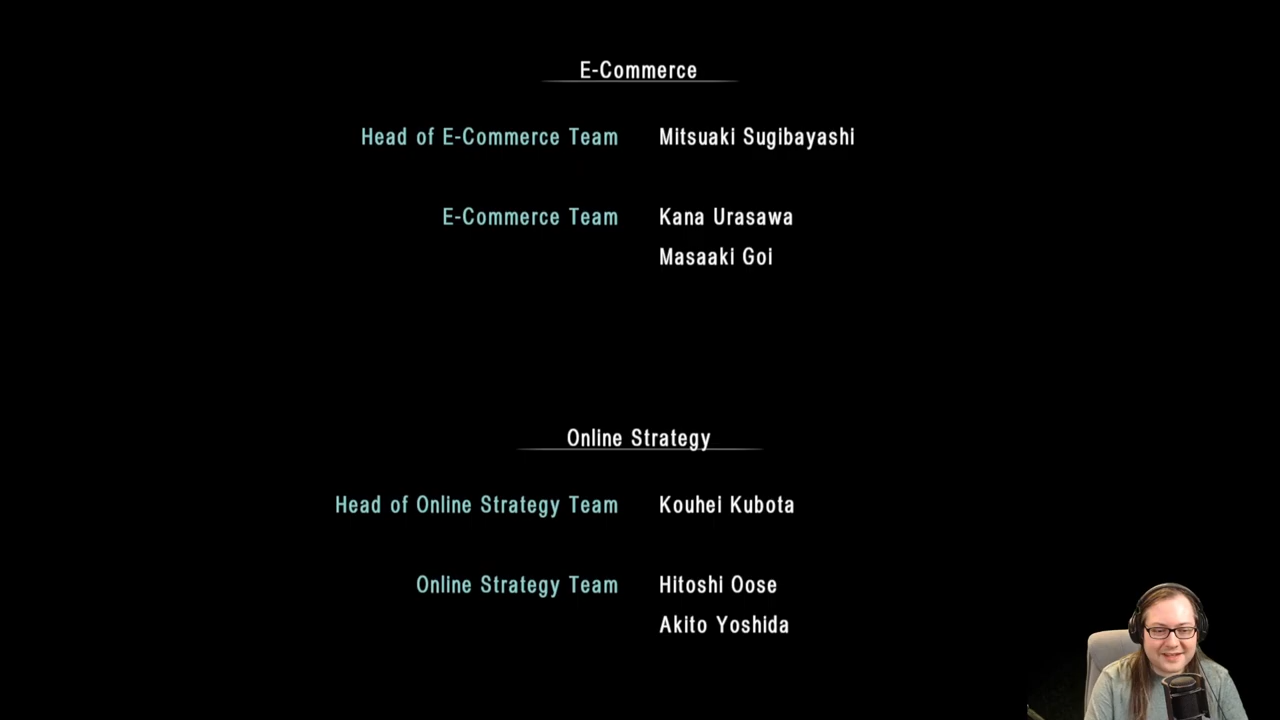 E-Commerce
Head of E-Commerce Team Mitsuaki Sugibayashi
E-Commerce Team Kana Urasawa
Masaaki Goi
Online Strategy
Head of Online Strategy Team Kouhei Kubota
Online Strategy Team Hitoshi Oose
Akito Yoshida